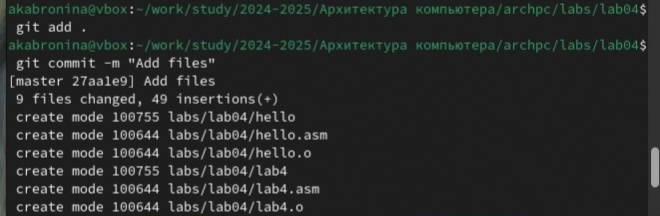 akabronina@vbox:~/work/study/2024-2025/Архитектура компьютера/archpc/labs/lab04$
git add .
akabronina@vbox:~/work/study/2024-2025/Архитектура компьютера/archpc/labs/lab04$
git commit -m "Add files"
[master 27aa1e9] Add files
9 files changed, 49 insertions(+)
create mode 100755 labs/lab04/hello
create mode 100644 labs/lab04/hello.asm
create mode 100644 labs/lab04/hello.o
create mode 100755 labs/lab04/lab4
create mode 100644 labs/lab04/lab4.asm
create mode 100644 labs/lab04/lab4.o